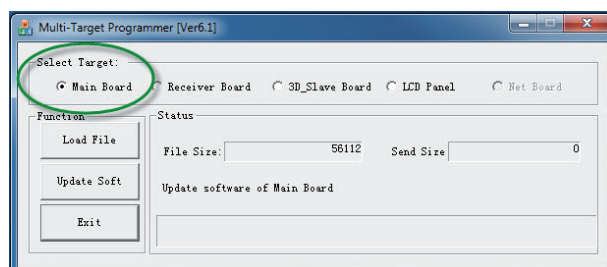 Multi-Target Programmer [Ver6.1]
Select Target:
Main Board Receiver Board 3D_Slave Board LCD Panel Net Board
Function Status
Load File
File Size: 56112 Send Size 0
Update Soft
Update software of Main Board
Exit